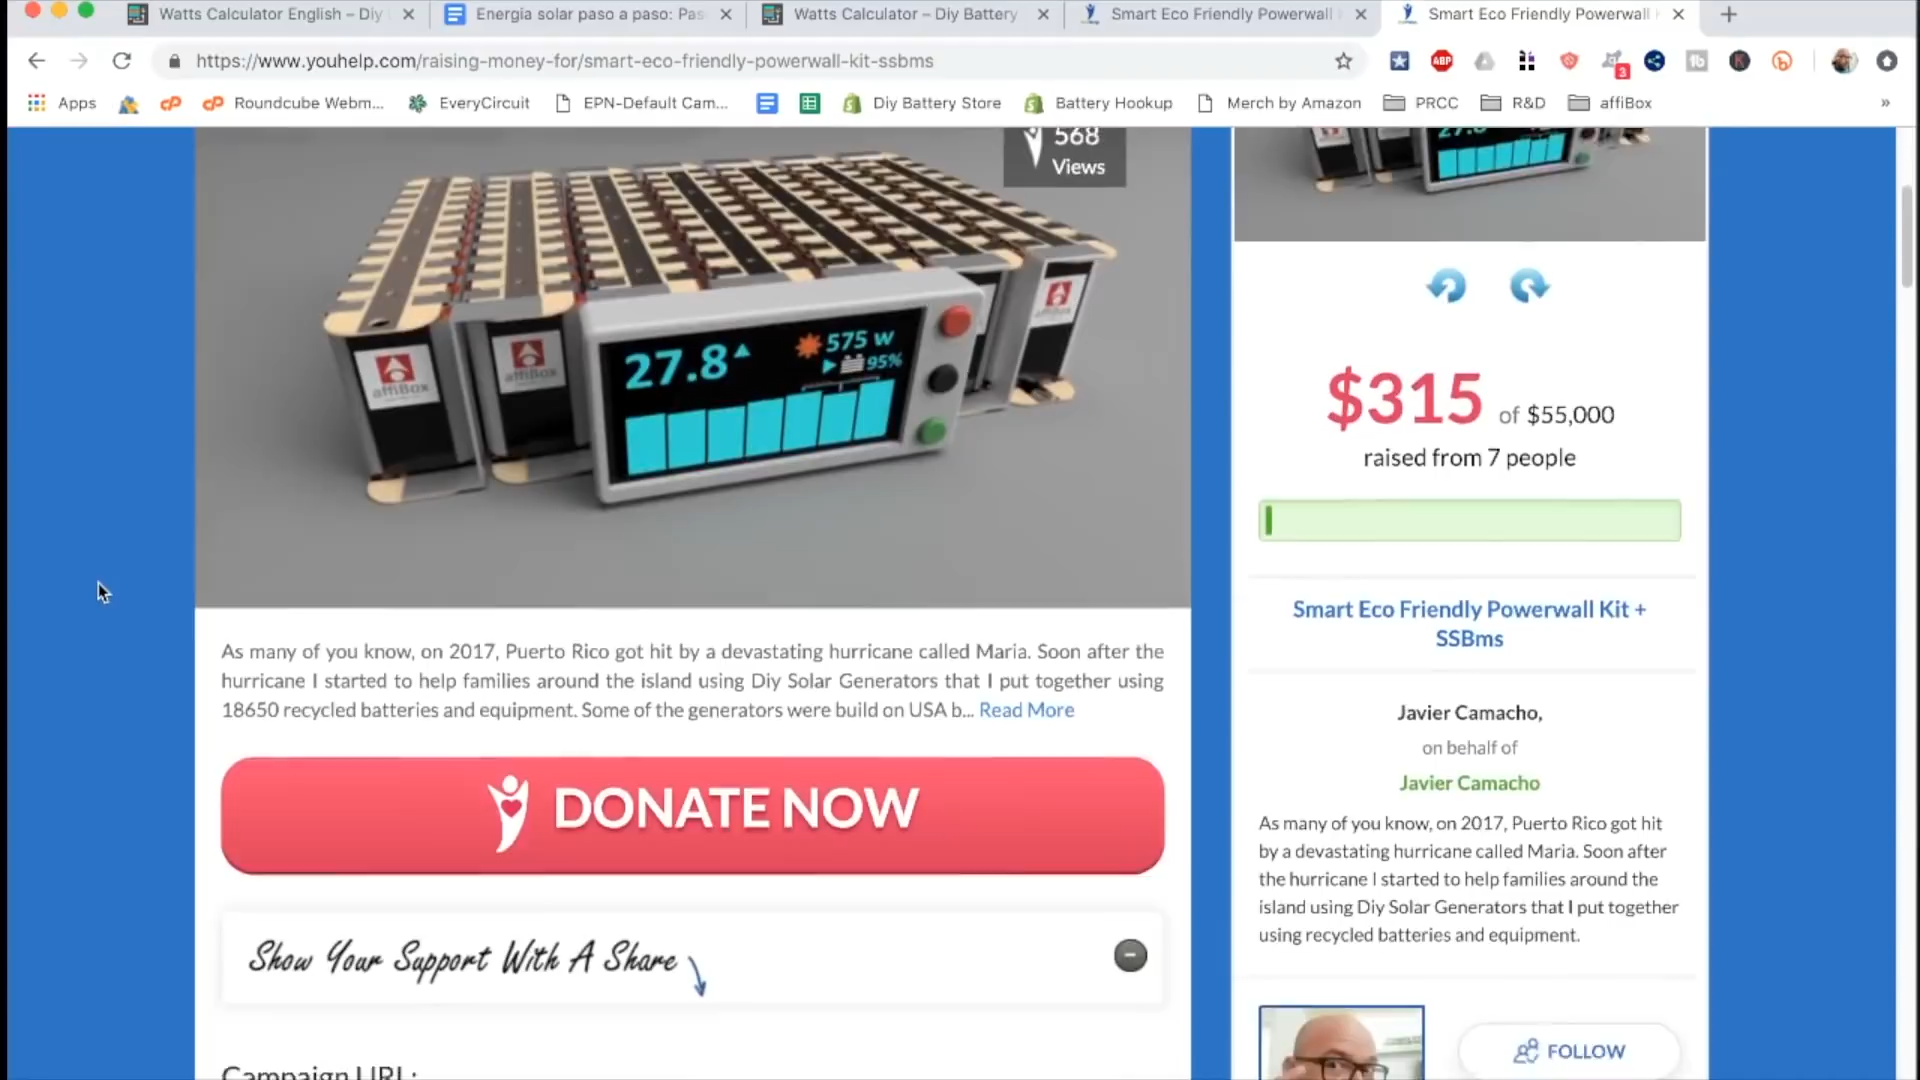 Watts Calculator English – Diy
Energia solar paso a paso: Pas
Watts Calculator – Diy Battery
Smart Eco Friendly Powerwall
Smart Eco Friendly Powerwall
https://www.youhelp.com/raising-money-for/smart-eco-friendly-powerwall-kit-ssbms
ABP
3
Apps
Roundcube Webm...
EveryCircuit
EPN-Default Cam...
Diy Battery Store
Battery Hookup
Merch by Amazon
PRCC
R&D
affiBox
»
568
Views
27.8
575 W
95%
affiBox
affiBox
affiBox
27.8
$315 of $55,000
raised from 7 people
Smart Eco Friendly Powerwall Kit +
SSBms
Javier Camacho,
on behalf of
Javier Camacho
As many of you know, on 2017, Puerto Rico got hit
by a devastating hurricane called Maria. Soon after
the hurricane I started to help families around the
island using Diy Solar Generators that I put together
using recycled batteries and equipment.
FOLLOW
As many of you know, on 2017, Puerto Rico got hit by a devastating hurricane called Maria. Soon after the
hurricane I started to help families around the island using Diy Solar Generators that I put together using
18650 recycled batteries and equipment. Some of the generators were build on USA b... Read More
DONATE NOW
Show Your Support With A Share
Campaign URL: